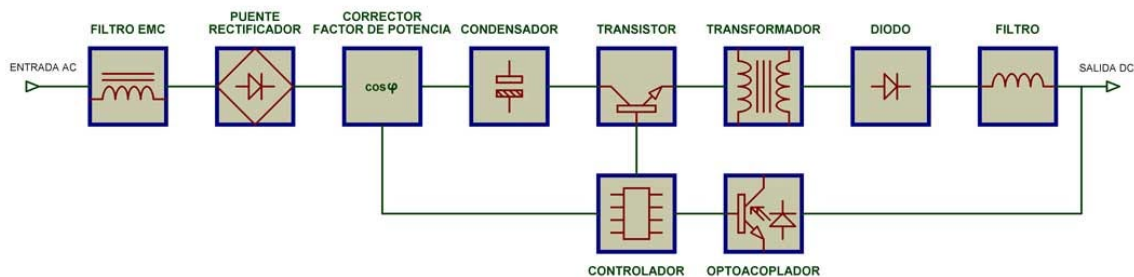 FILTRO EMC
PUENTE
RECTIFICADOR
CORRECTOR
FACTOR DE POTENCIA
CONDENSADOR
TRANSISTOR
TRANSFORMADOR
DIODO
FILTRO
ENTRADA AC
cosφ
SALIDA DC
CONTROLADOR
OPTOACOPLADOR